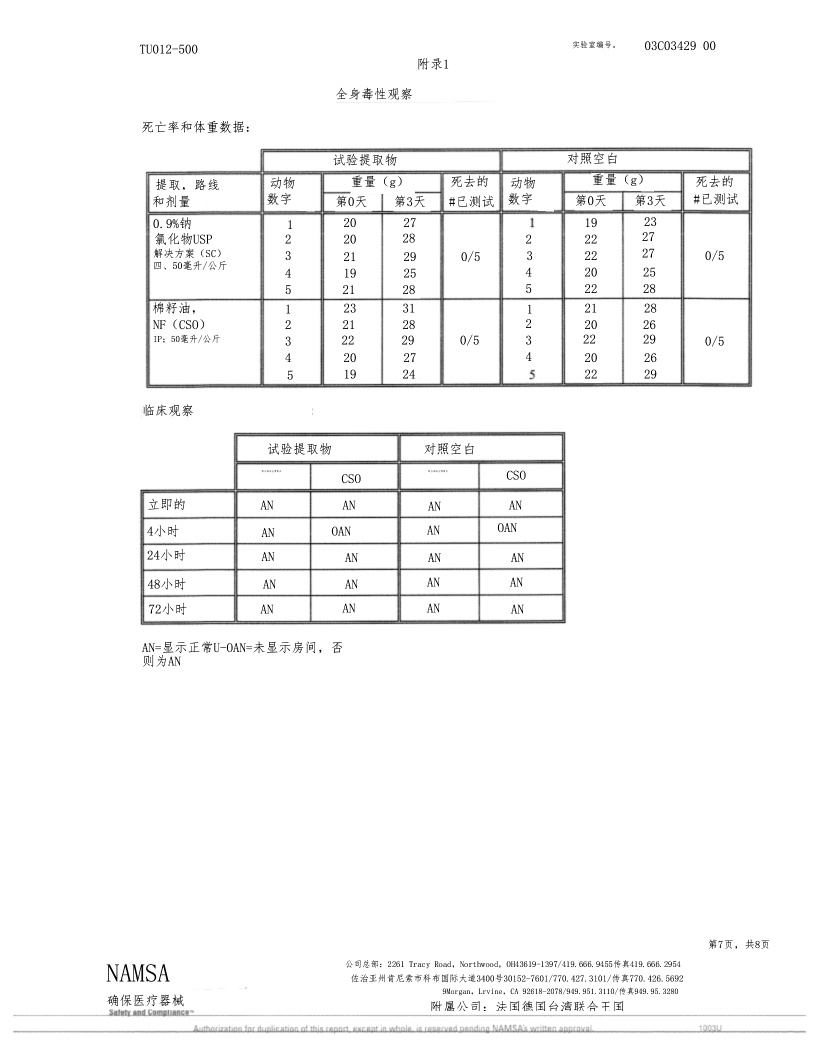 TU012-500 实验室编号。 03C03429 00
附录1
全身毒性观察
死亡率和体重数据：
试验提取物 对照空白
提取，路线和剂量 动物数字 重量（g） 死去的#已测试 动物数字 重量（g） 死去的#已测试
第0天 第3天 第0天 第3天
0.9%钠 1 20 27 1 19 23
氯化物USP 2 20 28 2 22 27
解决方案（SC） 3 21 29 0/5 3 22 27 0/5
四、50毫升/公斤 4 19 25 4 20 25
5 21 28 5 22 28
棉籽油， 1 23 31 1 21 28
NF（CSO） 2 21 28 2 20 26
IP；50毫升/公斤 3 22 29 0/5 3 22 29 0/5
4 20 27 4 20 26
5 19 24 5 22 29
临床观察
试验提取物 对照空白
CSO CSO
立即的 AN AN AN AN
4小时 AN OAN AN OAN
24小时 AN AN AN AN
48小时 AN AN AN AN
72小时 AN AN AN AN
AN=显示正常U-OAN=未显示房间，否
则为AN
第7页，共8页
NAMSA
确保医疗器械
Safety and Compliance™
公司总部：2261 Tracy Road, Northwood, OH43619-1397/419.666.9455传真419.666.2954
佐治亚州肯尼索市科布国际大道3400号30152-7601/770.427.3101/传真770.426.5692
9Morgan, Lrvine, CA 92618-2078/949.951.3110/传真949.95.3280
附属公司：法国德国台湾联合王国
Authorization for duplication of this report, except in whole, is reserved pending NAMSA's written approval.
1003U